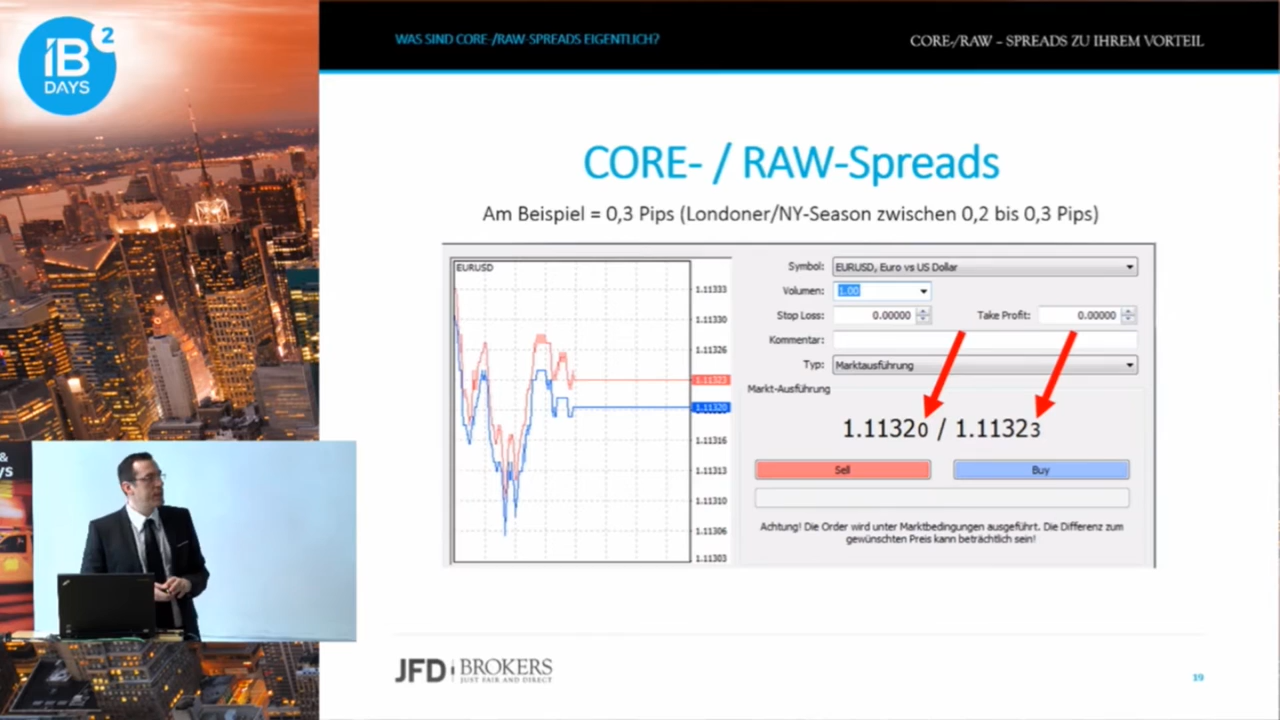 iB 2
DAYS
WAS SIND CORE-/RAW-SPREADS EIGENTLICH?
CORE-/RAW – SPREADS ZU IHREM VORTEIL
CORE- / RAW-Spreads
Am Beispiel = 0,3 Pips (Londoner/NY-Season zwischen 0,2 bis 0,3 Pips)
EURUSD
1.11333
1.11330
1.11326
1.11323
1.11320
1.11316
1.11313
1.11310
1.11306
1.11303
Symbol: EURUSD, Euro vs US Dollar
Volumen: 1.00
Stop Loss: 0.00000 Take Profit: 0.00000
Kommentar:
Typ: Marktausführung
Markt-Ausführung
1.11320 / 1.11323
Sell Buy
Achtung! Die Order wird unter Marktbedingungen ausgeführt. Die Differenz zum
gewünschten Preis kann beträchtlich sein!
&
ys
JFD BROKERS
JUST FAIR AND DIRECT
19